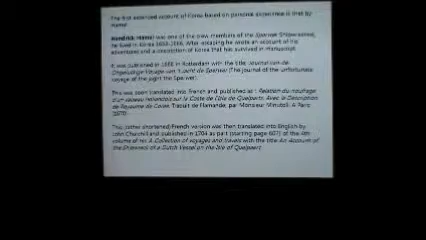 The first extended account of Korea based on personal experience is that by
Hamel
Hendrick Hamel was one of the crew members of the Sperwer. Shipwrecked,
he lived in Korea 1653-1666. After escaping he wrote an account of his
adventures and a description of Korea that has survived in manuscript.
It was published in 1668 in Rotterdam with the title Journael van de
Ongeluckige Voyage van 't Jacht de Sperwer (The journal of the unfortunate
voyage of the jaght the Sperwer).
This was soon translated into French and published as: Relation du naufrage
d'un vaisseau holandois sur la Coste de l'Isle de Quelpaerts: Avec la Description
du Royaume de Corée. Traduit du Flamande, par Monsieur Minutoli. A Paris
1670.
This rather shortened French version was then translated into English by
John Churchill and published in 1704 as part (starting page 607) of the 4th
volume of his A Collection of voyages and travels with the title An Account of
the Shipwreck of a Dutch Vessel on the Isle of Quelpaert